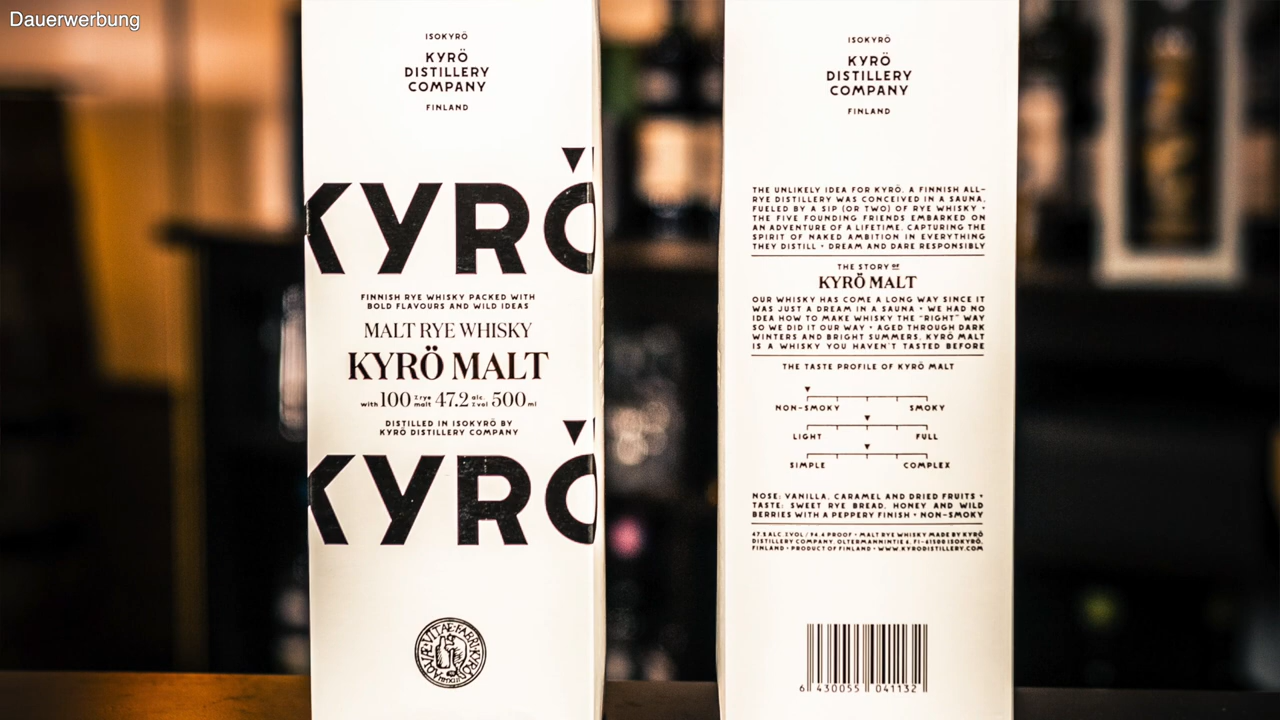 Dauerwerbung
ISOKYRÖ
KYRÖ
DISTILLERY
COMPANY
FINLAND
KYRÖ
FINNISH RYE WHISKY PACKED WITH
BOLD FLAVOURS AND WILD IDEAS
MALT RYE WHISKY
KYRÖ MALT
with 100 % rye malt 47.2 alc. % vol 500 ml
DISTILLED IN ISOKYRÖ BY
KYRÖ DISTILLERY COMPANY
KYRÖ
ISOKYRÖ
KYRÖ
DISTILLERY
COMPANY
FINLAND
THE UNLIKELY IDEA FOR KYRÖ, A FINNISH ALL-
RYE DISTILLERY WAS CONCEIVED IN A SAUNA,
FUELED BY A SIP (OR TWO) OF RYE WHISKY •
THE FIVE FOUNDING FRIENDS EMBARKED ON
AN ADVENTURE OF A LIFETIME, CAPTURING THE
SPIRIT OF NAKED AMBITION IN EVERYTHING
THEY DISTILL • DREAM AND DARE RESPONSIBLY
THE STORY OF
KYRÖ MALT
OUR WHISKY HAS COME A LONG WAY SINCE IT
WAS JUST A DREAM IN A SAUNA • WE HAD NO
IDEA HOW TO MAKE WHISKY THE "RIGHT" WAY
SO WE DID IT OUR WAY • AGED THROUGH DARK
WINTERS AND BRIGHT SUMMERS, KYRÖ MALT
IS A WHISKY YOU HAVEN'T TASTED BEFORE
THE TASTE PROFILE OF KYRÖ MALT
NON-SMOKY SMOKY
LIGHT FULL
SIMPLE COMPLEX
NOSE: VANILLA, CARAMEL AND DRIED FRUITS •
TASTE: SWEET RYE BREAD, HONEY AND WILD
BERRIES WITH A PEPPERY FINISH • NON-SMOKY
47.2 ALC. % VOL / 94.4 PROOF • MALT RYE WHISKY MADE BY KYRÖ
DISTILLERY COMPANY, OLTERMANNINTIE 6, FI-61500 ISOKYRÖ,
FINLAND • PRODUCT OF FINLAND • WWW.KYRODISTILLERY.COM
6 430055 041132